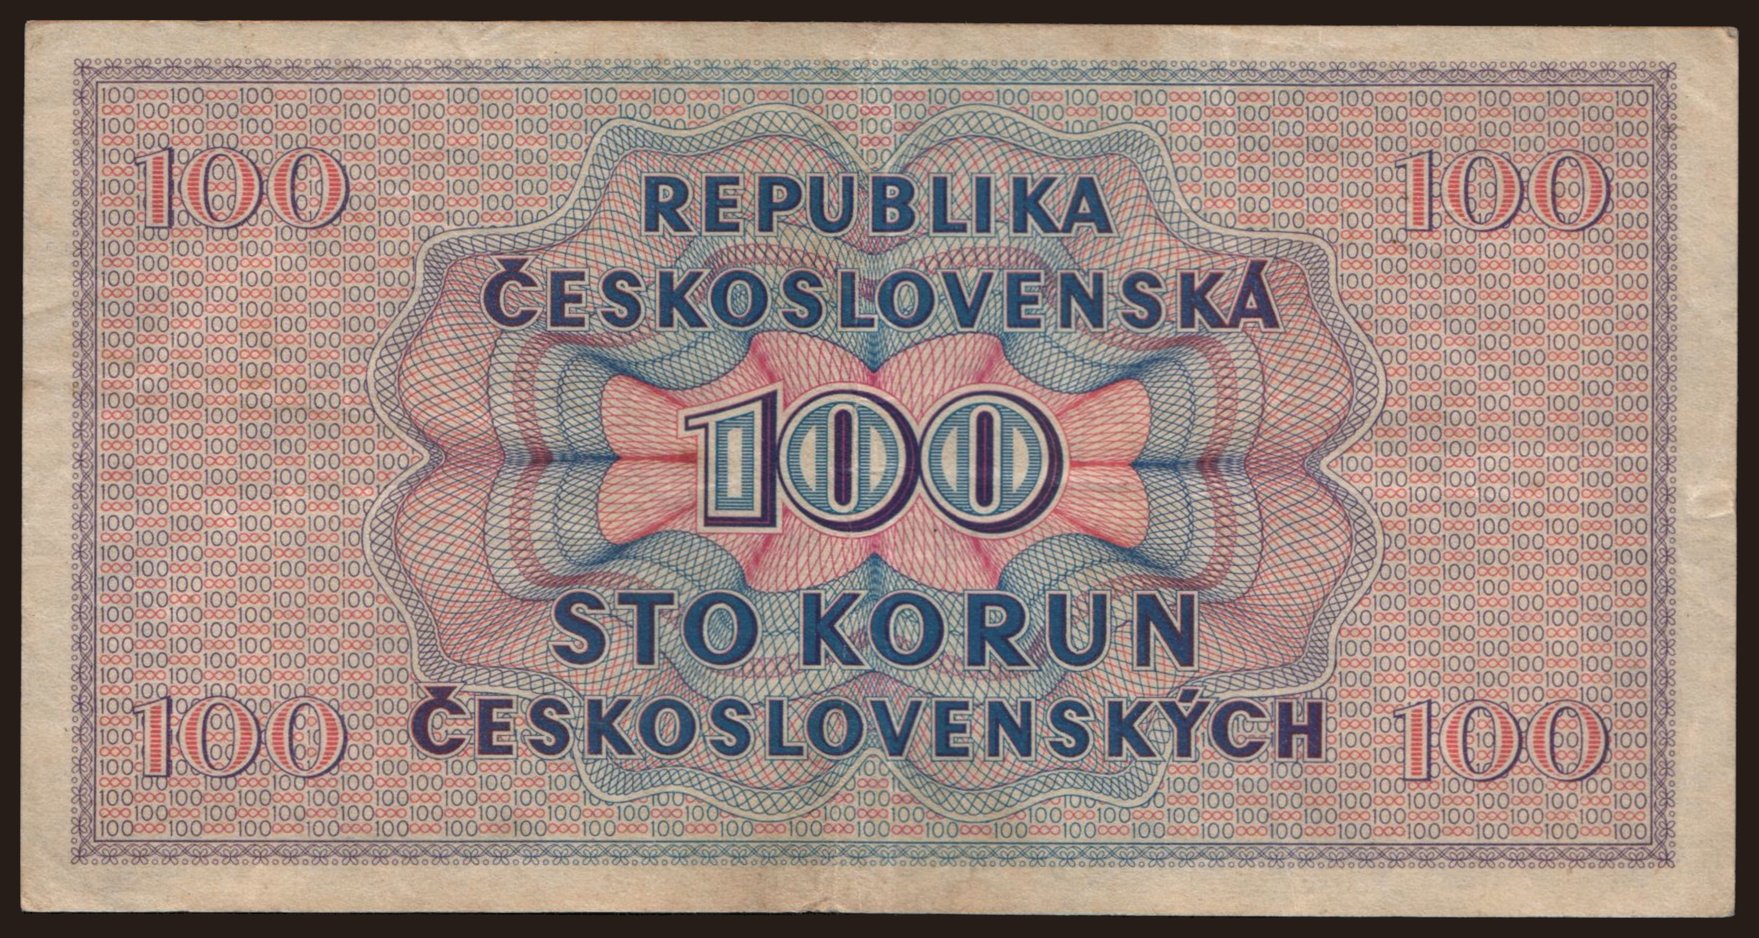 100 100
REPUBLIKA
ČESKOSLOVENSKÁ
100
STO KORUN
ČESKOSLOVENSKÝCH
100 100